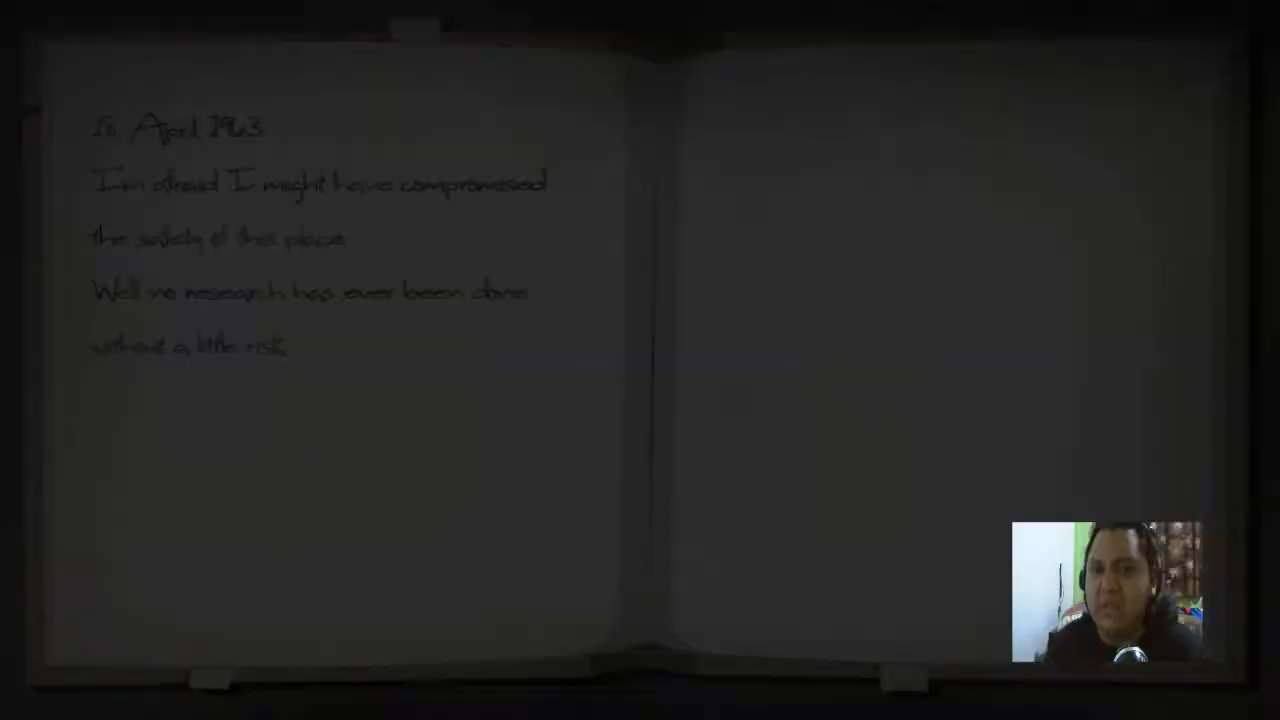 April 1963
I'm afraid I might have compromised
the safety of this place
Well no research has ever been done
without a little risk